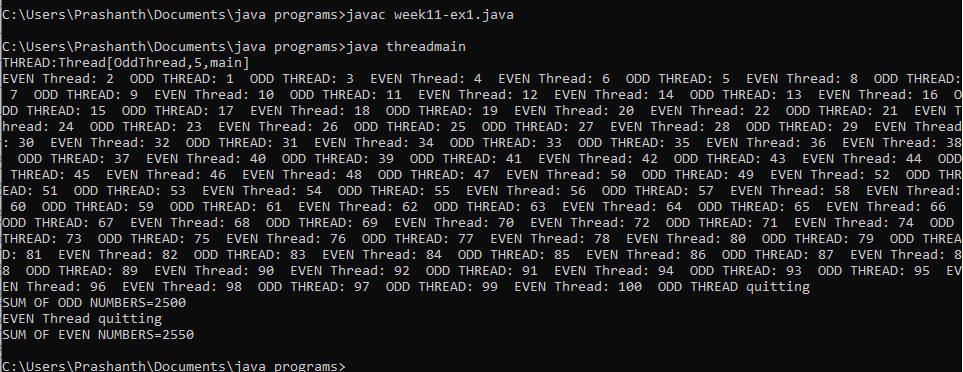 C:\Users\Prashanth\Documents\java programs>javac week11-ex1.java
C:\Users\Prashanth\Documents\java programs>java threadmain
THREAD:Thread[OddThread,5,main]
EVEN Thread: 2  ODD THREAD: 1  ODD THREAD: 3  EVEN Thread: 4  EVEN Thread: 6  ODD THREAD: 5  EVEN Thread: 8  ODD THREAD:
 7  ODD THREAD: 9  EVEN Thread: 10  ODD THREAD: 11  EVEN Thread: 12  EVEN Thread: 14  ODD THREAD: 13  EVEN Thread: 16  O
DD THREAD: 15  ODD THREAD: 17  EVEN Thread: 18  ODD THREAD: 19  EVEN Thread: 20  EVEN Thread: 22  ODD THREAD: 21  EVEN T
hread: 24  ODD THREAD: 23  EVEN Thread: 26  ODD THREAD: 25  ODD THREAD: 27  EVEN Thread: 28  ODD THREAD: 29  EVEN Thread
: 30  EVEN Thread: 32  ODD THREAD: 31  EVEN Thread: 34  ODD THREAD: 33  ODD THREAD: 35  EVEN Thread: 36  EVEN Thread: 38
  ODD THREAD: 37  EVEN Thread: 40  ODD THREAD: 39  ODD THREAD: 41  EVEN Thread: 42  ODD THREAD: 43  EVEN Thread: 44  ODD
 THREAD: 45  EVEN Thread: 46  EVEN Thread: 48  ODD THREAD: 47  EVEN Thread: 50  ODD THREAD: 49  EVEN Thread: 52  ODD THR
EAD: 51  ODD THREAD: 53  EVEN Thread: 54  ODD THREAD: 55  EVEN Thread: 56  ODD THREAD: 57  EVEN Thread: 58  EVEN Thread:
 60  ODD THREAD: 59  ODD THREAD: 61  EVEN Thread: 62  ODD THREAD: 63  EVEN Thread: 64  ODD THREAD: 65  EVEN Thread: 66
ODD THREAD: 67  EVEN Thread: 68  ODD THREAD: 69  EVEN Thread: 70  EVEN Thread: 72  ODD THREAD: 71  EVEN Thread: 74  ODD
THREAD: 73  ODD THREAD: 75  EVEN Thread: 76  ODD THREAD: 77  EVEN Thread: 78  EVEN Thread: 80  ODD THREAD: 79  ODD THREA
D: 81  EVEN Thread: 82  ODD THREAD: 83  EVEN Thread: 84  ODD THREAD: 85  EVEN Thread: 86  ODD THREAD: 87  EVEN Thread: 8
8  ODD THREAD: 89  EVEN Thread: 90  EVEN Thread: 92  ODD THREAD: 91  EVEN Thread: 94  ODD THREAD: 93  ODD THREAD: 95  EV
EN Thread: 96  EVEN Thread: 98  ODD THREAD: 97  ODD THREAD: 99  EVEN Thread: 100  ODD THREAD quitting
SUM OF ODD NUMBERS=2500
EVEN Thread quitting
SUM OF EVEN NUMBERS=2550
C:\Users\Prashanth\Documents\java programs>